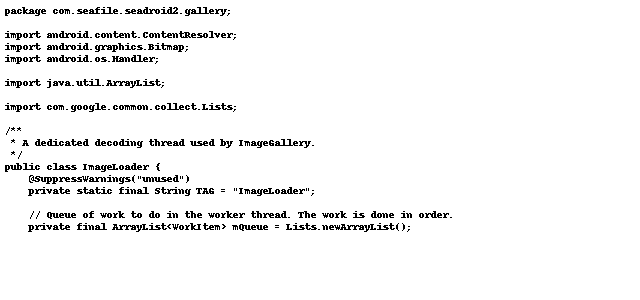 package com.seafile.seadroid2.gallery;

import android.content.ContentResolver;
import android.graphics.Bitmap;
import android.os.Handler;

import java.util.ArrayList;

import com.google.common.collect.Lists;

/**
 * A dedicated decoding thread used by ImageGallery.
 */
public class ImageLoader {
    @SuppressWarnings("unused")
    private static final String TAG = "ImageLoader";

    // Queue of work to do in the worker thread. The work is done in order.
    private final ArrayList<WorkItem> mQueue = Lists.newArrayList();